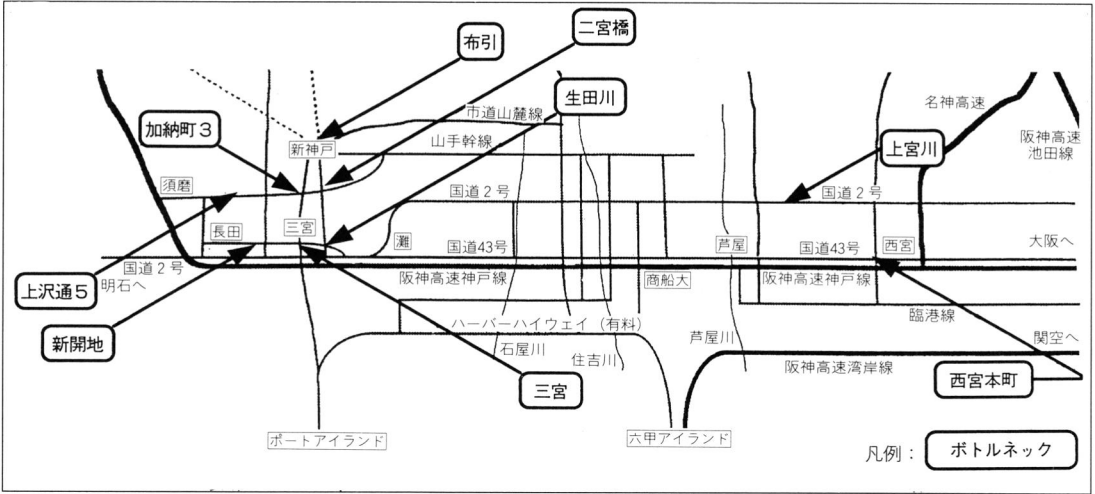 布引
二宮橋
生田川
加納町3
市道山麓線
名神高速
新神戸
山手幹線
阪神高速
池田線
上宮川
須磨
国道2号
国道2号
長田
三宮
灘
国道43号
芦屋
国道43号
西宮
大阪へ
国道2号
明石へ
阪神高速神戸線
商船大
阪神高速神戸線
上沢通5
臨港線
新開地
ハーバーハイウェイ(有料)
芦屋川
関空へ
石屋川
住吉川
阪神高速湾岸線
三宮
西宮本町
ポートアイランド
六甲アイランド
凡例:
ボトルネック